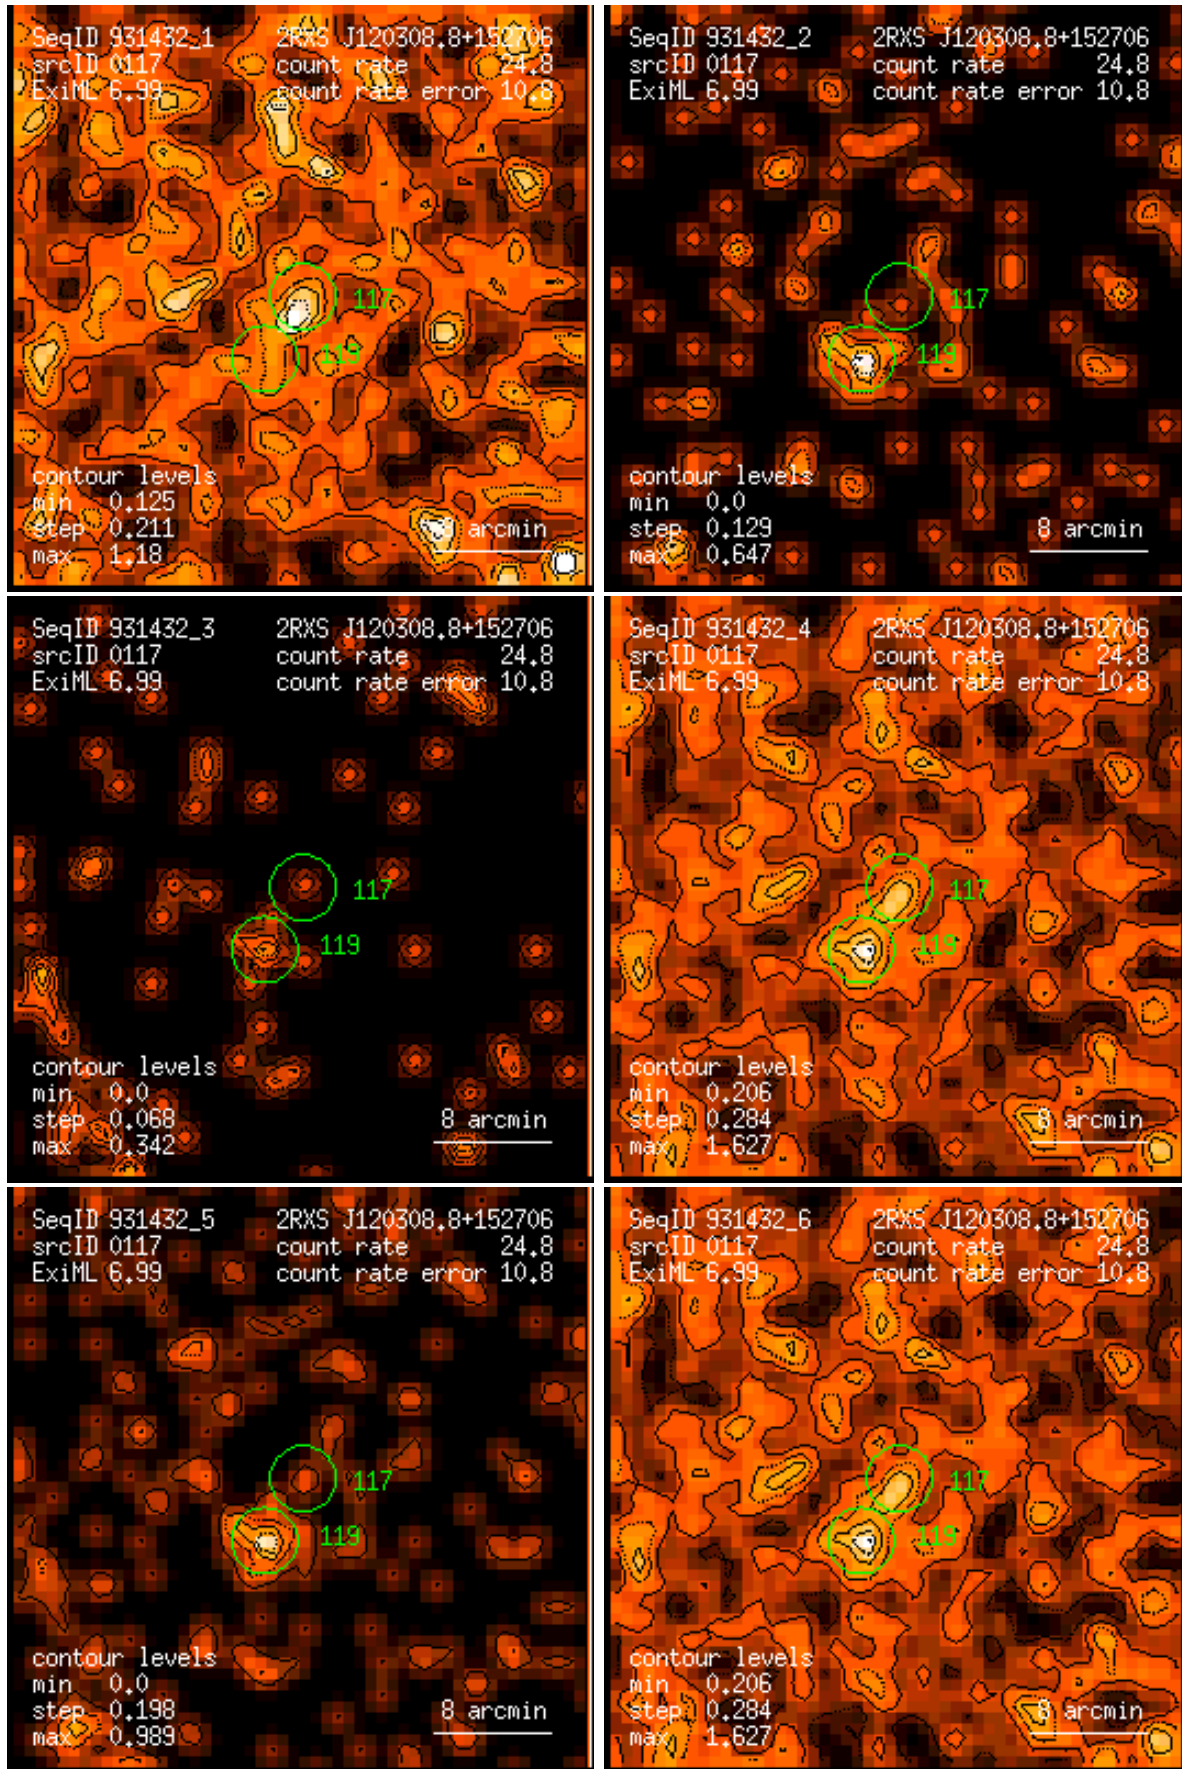 SeqID 931432_1 2RXS J120308.8+152706
srcID 0117 count rate 24.8
ExiML 6.99 count rate error 10.8
117
119
contour levels
min 0.125
step 0.211
max 1.18
8 arcmin
SeqID 931432_2 2RXS J120308.8+152706
srcID 0117 count rate 24.8
ExiML 6.99 count rate error 10.8
117
119
contour levels
min 0.0
step 0.129
max 0.647
8 arcmin
SeqID 931432_3 2RXS J120308.8+152706
srcID 0117 count rate 24.8
ExiML 6.99 count rate error 10.8
117
119
contour levels
min 0.0
step 0.068
max 0.342
8 arcmin
SeqID 931432_4 2RXS J120308.8+152706
srcID 0117 count rate 24.8
ExiML 6.99 count rate error 10.8
117
119
contour levels
min 0.206
step 0.284
max 1.627
8 arcmin
SeqID 931432_5 2RXS J120308.8+152706
srcID 0117 count rate 24.8
ExiML 6.99 count rate error 10.8
117
119
contour levels
min 0.0
step 0.198
max 0.989
8 arcmin
SeqID 931432_6 2RXS J120308.8+152706
srcID 0117 count rate 24.8
ExiML 6.99 count rate error 10.8
117
119
contour levels
min 0.206
step 0.284
max 1.627
8 arcmin